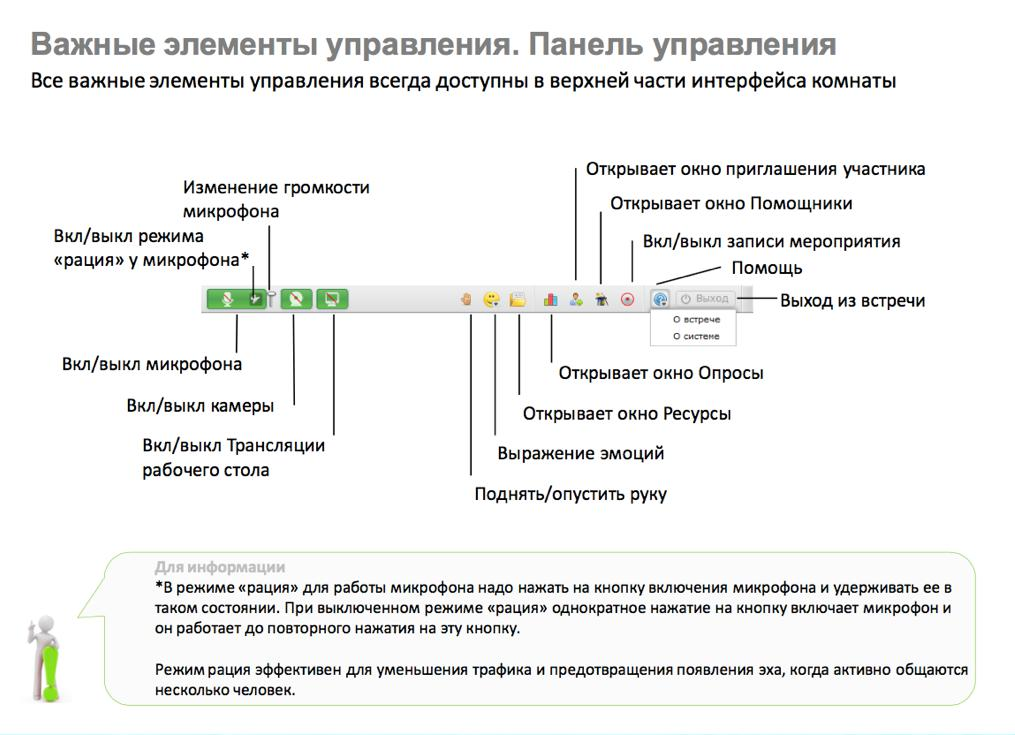 Важные элементы управления. Панель управления
Все важные элементы управления всегда доступны в верхней части интерфейса комнаты
Открывает окно приглашения участника
Изменение громкости
микрофона
Открывает окно Помощники
Вкл/выкл режима
«рация» у микрофона*
Вкл/выкл записи мероприятия
Помощь
Выход
Выход из встречи
О встрече
О системе
Вкл/выкл микрофона
Открывает окно Опросы
Вкл/выкл камеры
Открывает окно Ресурсы
Вкл/выкл Трансляции
рабочего стола
Выражение эмоций
Поднять/опустить руку
Для информации
*В режиме «рация» для работы микрофона надо нажать на кнопку включения микрофона и удерживать ее в
таком состоянии. При выключенном режиме «рация» однократное нажатие на кнопку включает микрофон и
он работает до повторного нажатия на эту кнопку.
Режим рация эффективен для уменьшения трафика и предотвращения появления эха, когда активно общаются
несколько человек.